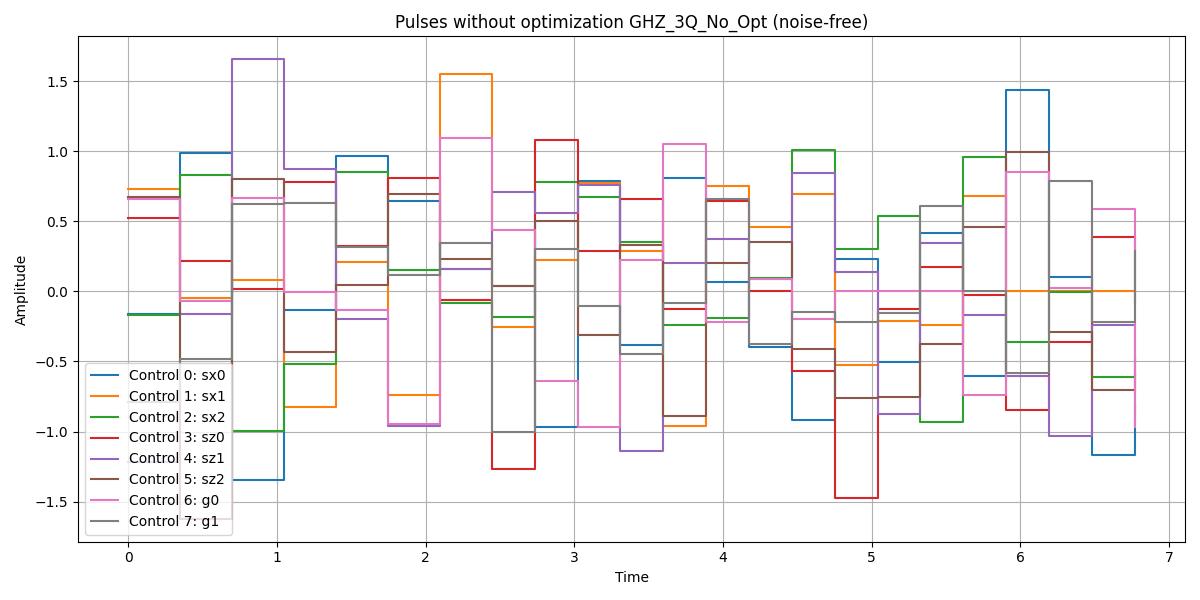 Pulses without optimization GHZ_3Q_No_Opt (noise-free)
Amplitude
1.5
1.0
0.5
0.0
−0.5
−1.0
−1.5
Control 0: sx0
Control 1: sx1
Control 2: sx2
Control 3: sz0
Control 4: sz1
Control 5: sz2
Control 6: g0
Control 7: g1
0 1 2 3 4 5 6 7
Time